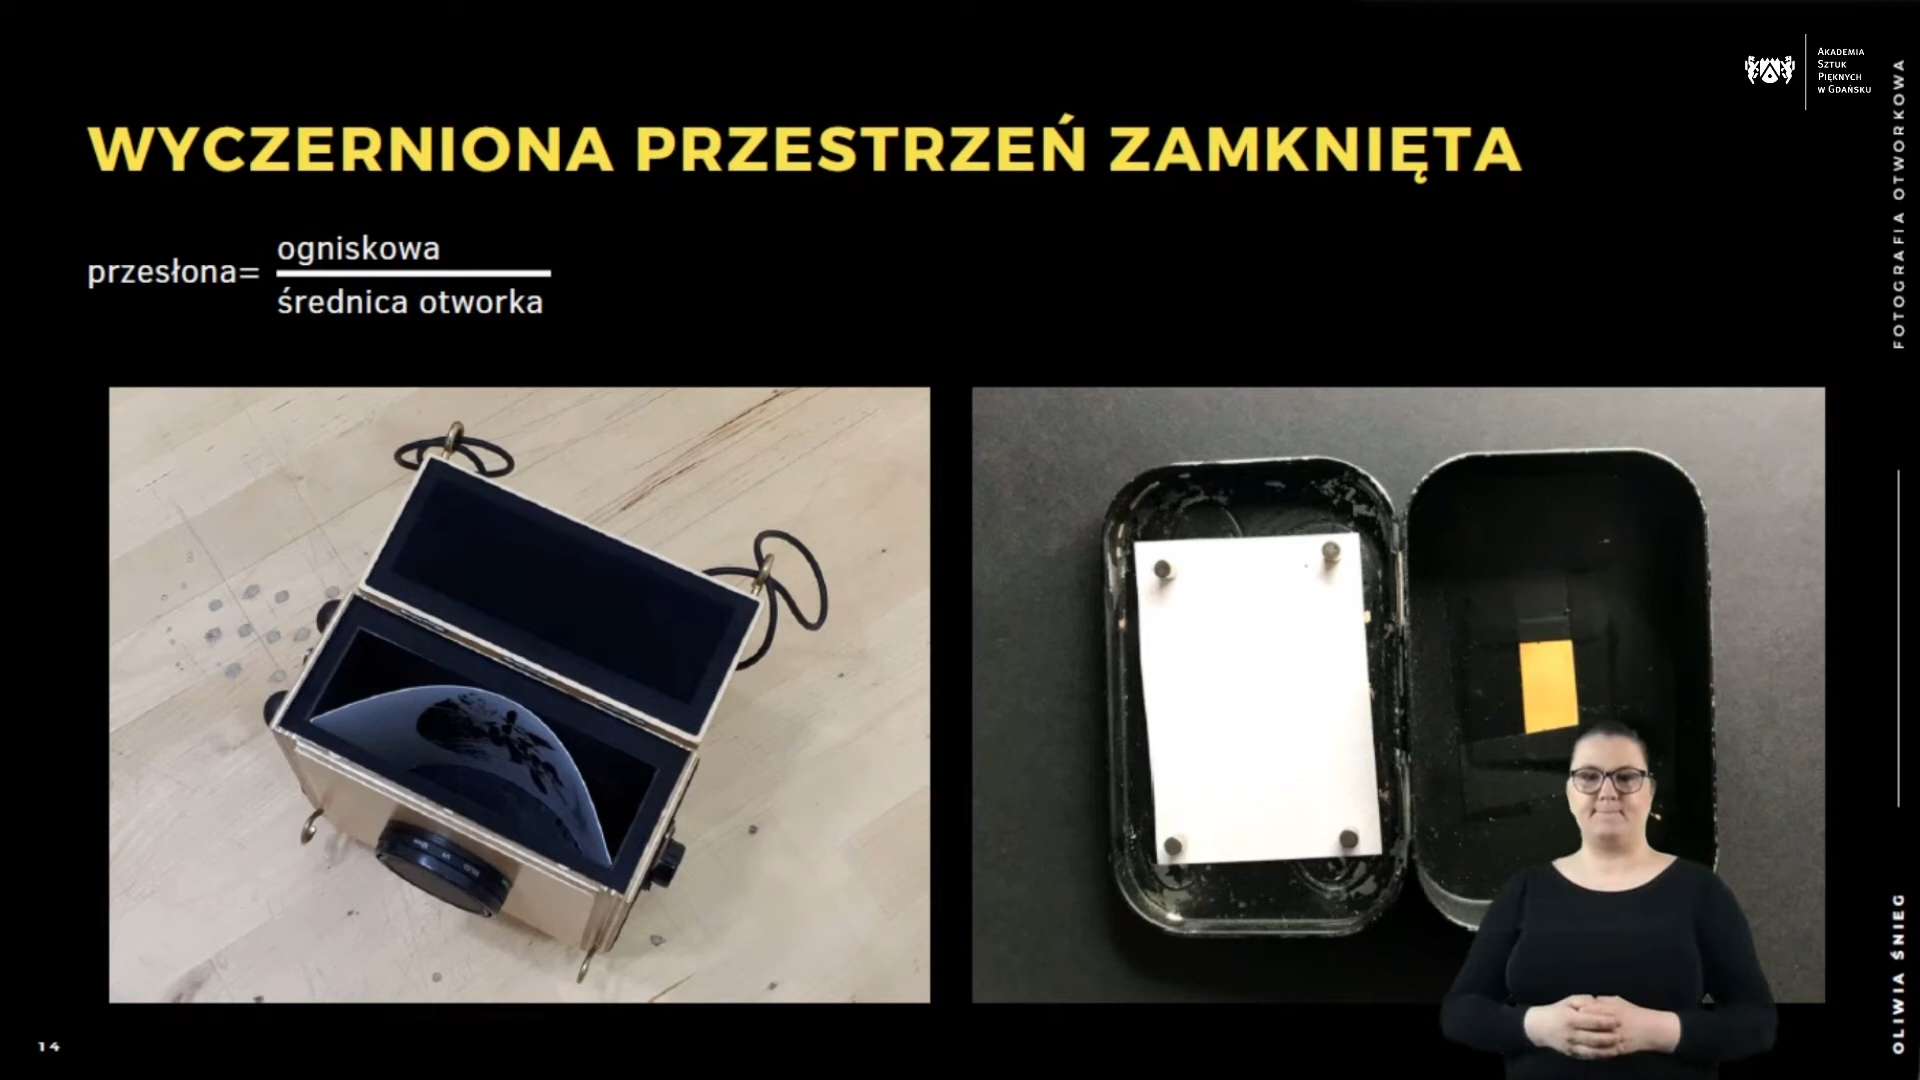 AKADEMIA
SZTUK
PIĘKNYCH
W GDAŃSKU
FOTOGRAFIA OTWORKOWA
WYCZERNIONA PRZESTRZEŃ ZAMKNIĘTA
przesłona=
ogniskowa
średnica otworka
OLIWIA ŚNIEG
14